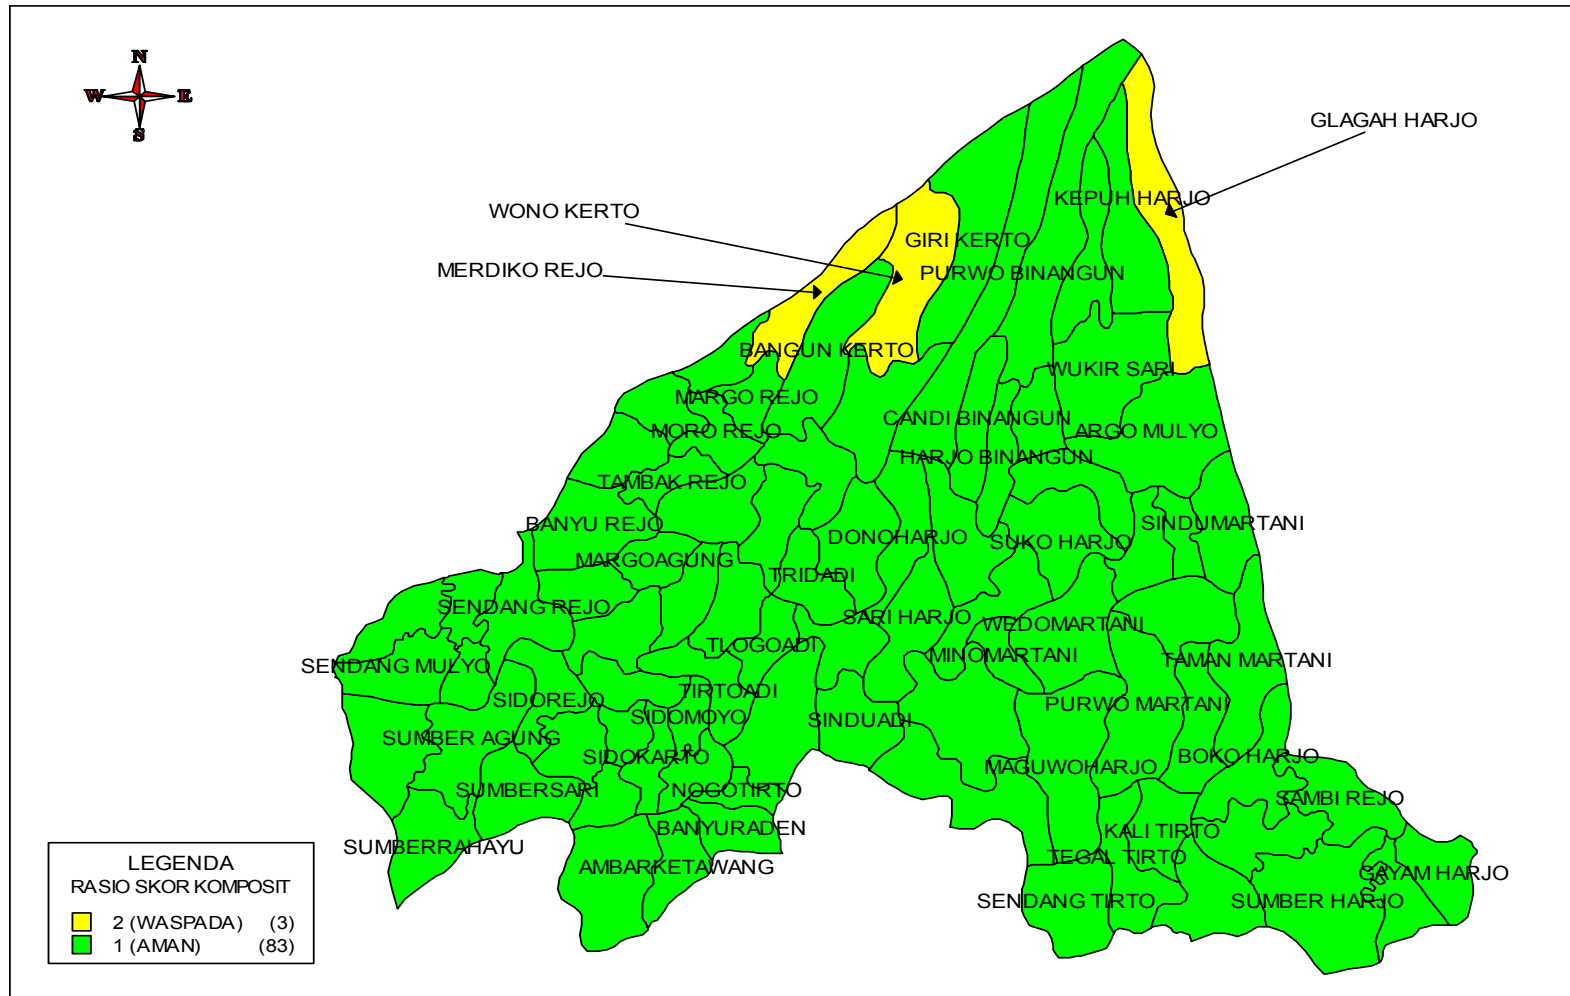 N
W E
S
GLAGAH HARJO
KEPUH HARJO
WONO KERTO
GIRI KERTO
MERDIKO REJO
PURWO BINANGUN
BANGUN KERTO
WUKIR SARI
MARGO REJO
CANDI BINANGUN
MORO REJO
ARGO MULYO
HARJO BINANGUN
TAMBAK REJO
BANYU REJO
SINDUMARTANI
DONOHARJO
SUKO HARJO
MARGOAGUNG
TRIDADI
SENDANG REJO
SARI HARJO
WEDOMARTANI
TLOGOADI
MINOMARTANI
TAMAN MARTANI
SENDANG MULYO
TIRTOADI
SIDOREJO
PURWO MARTANI
SIDOMOYO
SINDUADI
SUMBER AGUNG
SIDOKARTO
BOKO HARJO
MAGUWOHARJO
SUMBERSARI
NOGOTIRTO
SAMBI REJO
BANYURADEN
KALI TIRTO
SUMBERRAHAYU
TEGAL TIRTO
AMBARKETAWANG
GAYAM HARJO
SENDANG TIRTO
SUMBER HARJO
LEGENDA
RASIO SKOR KOMPOSIT
2 (WASPADA) (3)
1 (AMAN) (83)